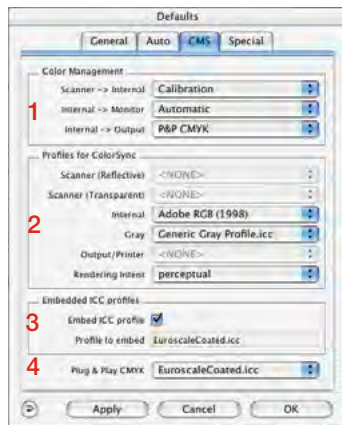 Defaults
General Auto CMS Special
Color Management
1
Scanner -> Internal Calibration
Internal -> Monitor Automatic
Internal -> Output P&P CMYK
Profiles for ColorSync
2
Scanner (Reflective) <NONE>
Scanner (Transparent) <NONE>
Internal Adobe RGB (1998)
Gray Generic Gray Profile.icc
Output/Printer <NONE>
Rendering Intent perceptual
Embedded ICC profiles
3
Embed ICC profile
Profile to embed EuroscaleCoated.icc
4 Plug & Play CMYK EuroscaleCoated.icc
Apply Cancel OK